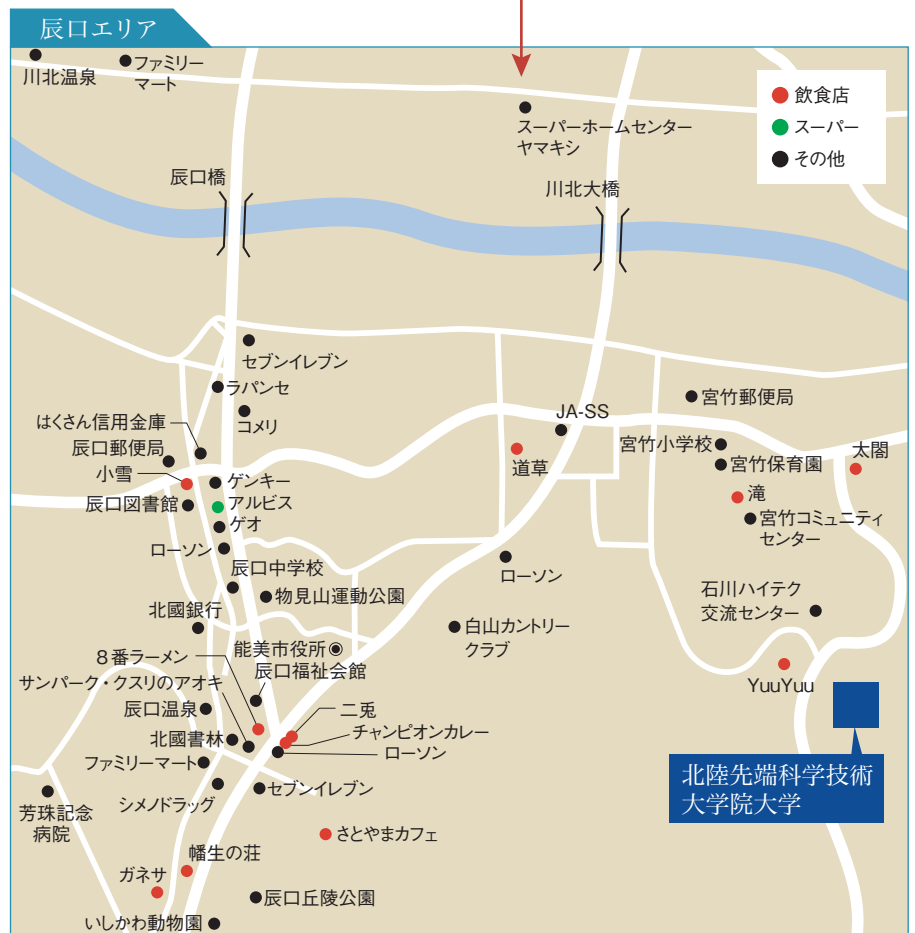 辰口エリア
川北温泉
ファミリー
マート
スーパーホームセンター
ヤマキシ
飲食店
スーパー
その他
辰口橋
川北大橋
セブンイレブン
ラパンセ
コメリ
はくさん信用金庫
辰口郵便局
小雪
辰口図書館
ゲンキー
アルビス
ゲオ
ローソン
JA-SS
道草
宮竹郵便局
宮竹小学校
宮竹保育園
太閤
滝
宮竹コミュニティ
センター
辰口中学校
物見山運動公園
ローソン
北國銀行
石川ハイテク
交流センター
白山カントリー
クラブ
能美市役所
辰口福祉会館
8番ラーメン
サンパーク・クスリのアオキ
YuuYuu
辰口温泉
二兎
チャンピオンカレー
ローソン
北國書林
ファミリーマート
シメノドラッグ
セブンイレブン
北陸先端科学技術
大学院大学
芳珠記念
病院
さとやまカフェ
幡生の荘
ガネサ
辰口丘陵公園
いしかわ動物園